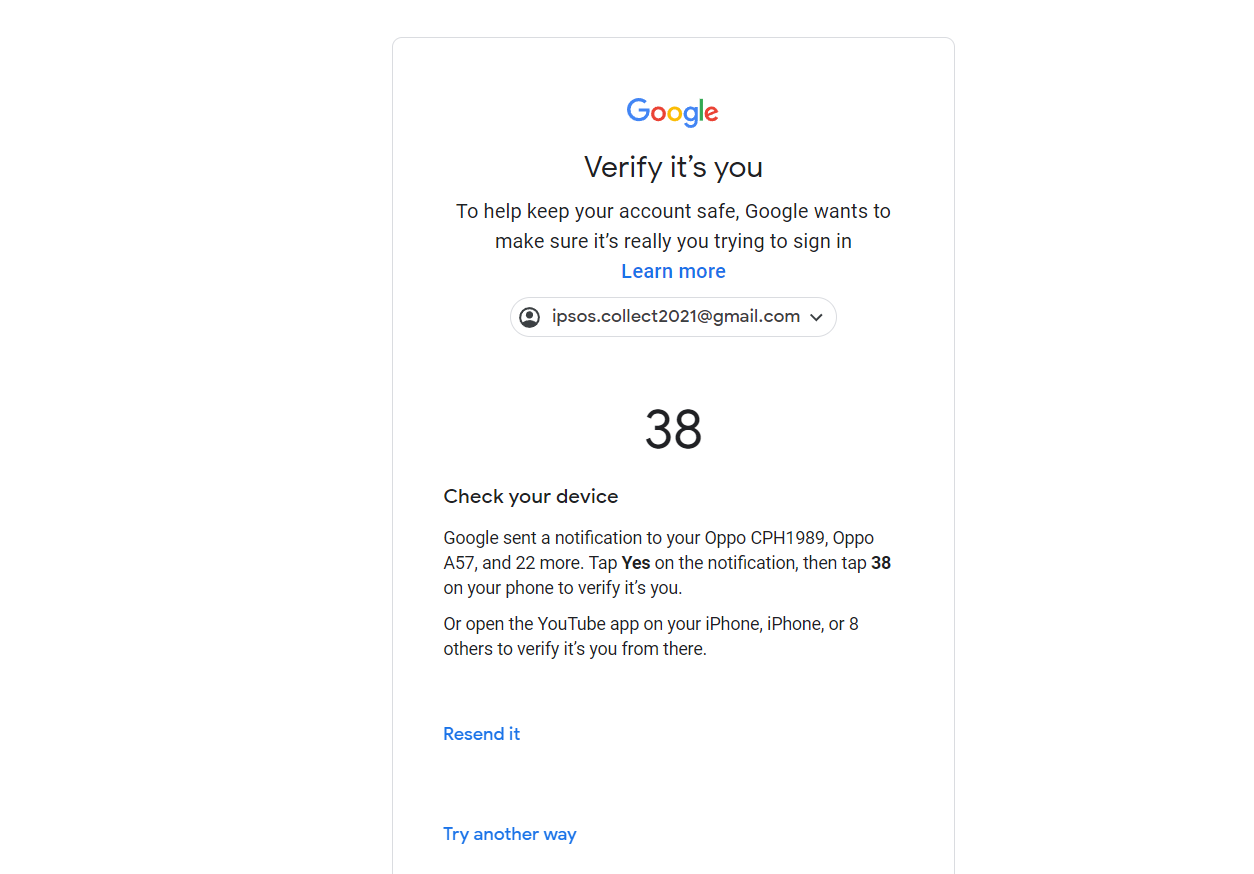 Google
Verify it’s you
To help keep your account safe, Google wants to
make sure it’s really you trying to sign in
Learn more
ipsos.collect2021@gmail.com
38
Check your device
Google sent a notification to your Oppo CPH1989, Oppo
A57, and 22 more. Tap Yes on the notification, then tap 38
on your phone to verify it’s you.
Or open the YouTube app on your iPhone, iPhone, or 8
others to verify it’s you from there.
Resend it
Try another way